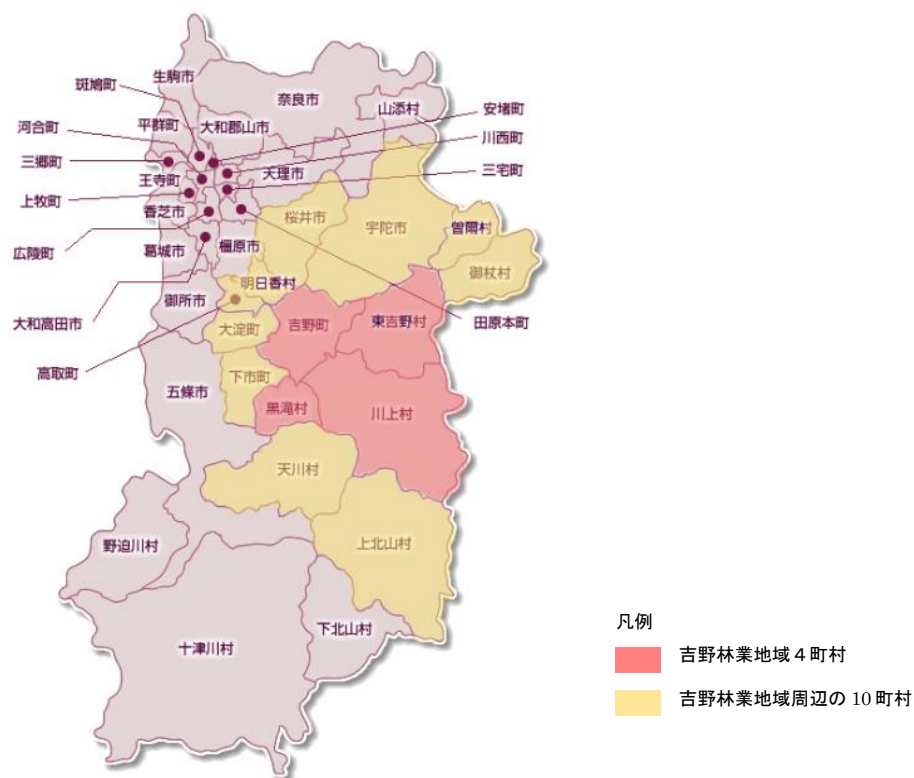 生駒市
斑鳩町
奈良市
山添村
安堵町
河合町
平群町
大和郡山市
川西町
三郷町
王寺町
天理市
三宅町
上牧町
香芝市
桜井市
宇陀市
曽爾村
広陵町
葛城市
橿原市
御杖村
明日香村
御所市
大和高田市
大淀町
吉野町
東吉野村
田原本町
高取町
下市町
五條市
黒滝村
川上村
天川村
野迫川村
上北山村
下北山村
十津川村
凡例
吉野林業地域４町村
吉野林業地域周辺の 10 町村